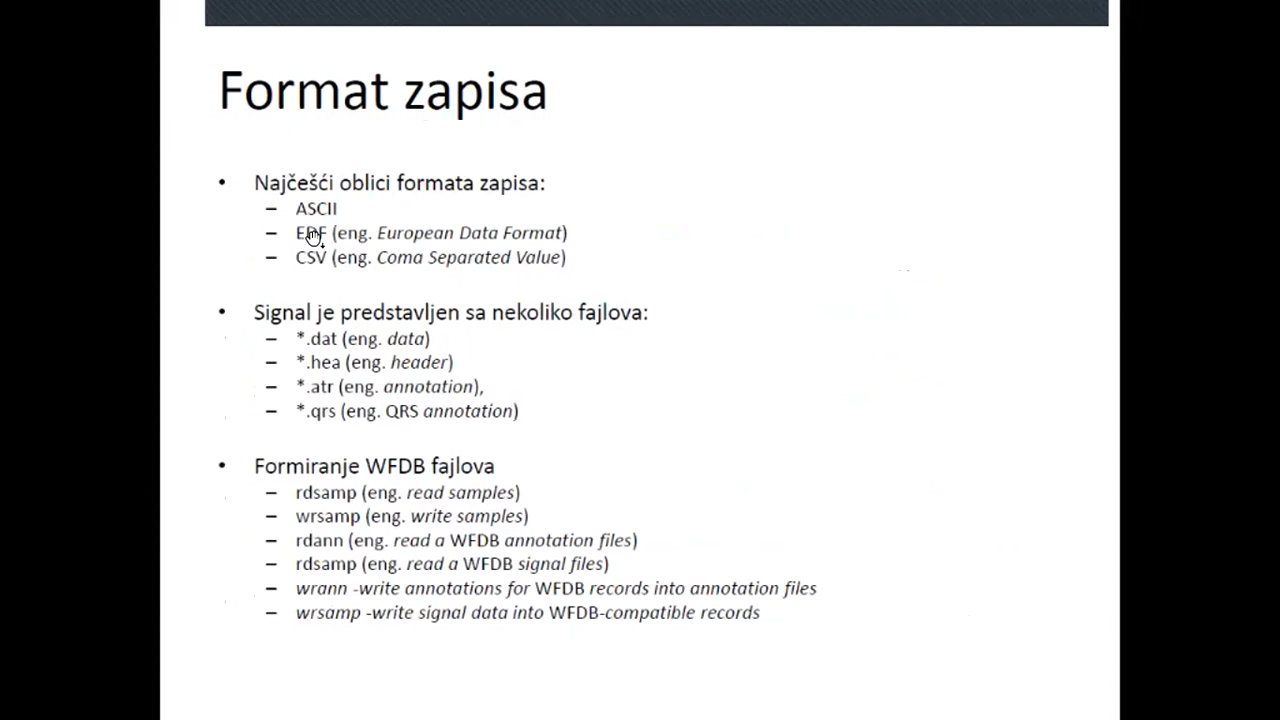 Format zapisa
• Najčešći oblici formata zapisa:
– ASCII
– EDF (eng. European Data Format)
– CSV (eng. Coma Separated Value)
• Signal je predstavljen sa nekoliko fajlova:
– *.dat (eng. data)
– *.hea (eng. header)
– *.atr (eng. annotation),
– *.qrs (eng. QRS annotation)
• Formiranje WFDB fajlova
– rdsamp (eng. read samples)
– wrsamp (eng. write samples)
– rdann (eng. read a WFDB annotation files)
– rdsamp (eng. read a WFDB signal files)
– wrann -write annotations for WFDB records into annotation files
– wrsamp -write signal data into WFDB-compatible records